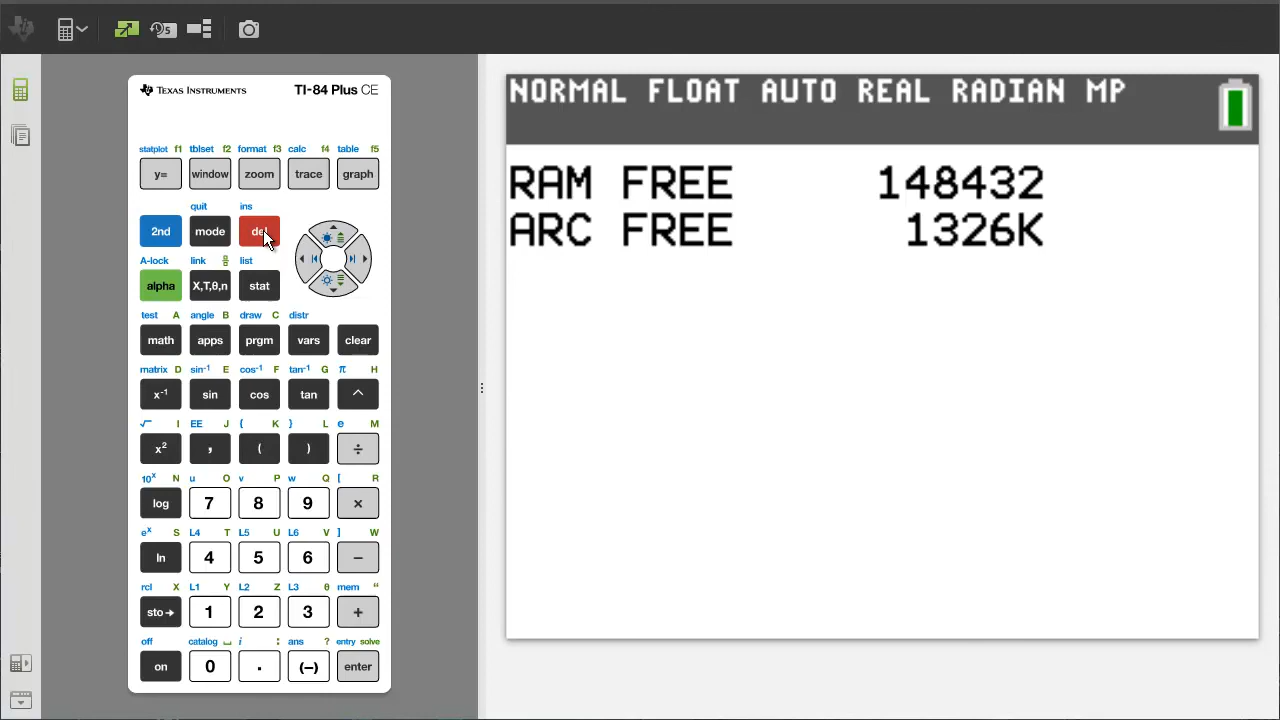 NORMAL FLOAT AUTO REAL RADIAN MP
RAM FREE 148432
ARC FREE 1326K
TEXAS INSTRUMENTS TI-84 Plus CE
statplot f1 tblset f2 format f3 calc f4 table f5
y= window zoom trace graph
quit ins
2nd mode del
A-lock link list
alpha X,T,θ,n stat
test A angle B draw C distr
math apps prgm vars clear
matrix D sin⁻¹ E cos⁻¹ F tan⁻¹ G π H
x⁻¹ sin cos tan ^
√ I EE J { K } L e M
x² , ( ) ÷
10ˣ N u O v P w Q [ R
log 7 8 9 ×
eˣ S L4 T L5 U L6 V ] W
ln 4 5 6 −
rcl X L1 Y L2 Z L3 θ mem "
sto→ 1 2 3 +
off catalog ⎵ i : ans ? entry solve
on 0 . (−) enter